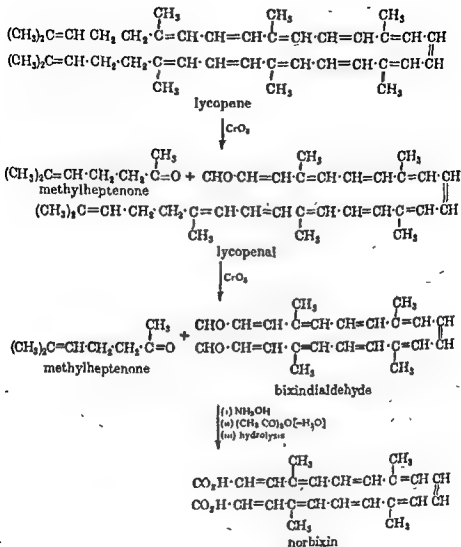 CH₃ CH₃ CH₃
(CH₃)₂C=CH CH₂ CH₂·C=CH·CH=CH·C=CH·CH=CH·C=CH·CH
(CH₃)₂C=CH·CH₂·CH₂·C=CH·CH=CH·C=CH·CH=CH·C=CH·CH
CH₃ CH₃ CH₃
lycopene
CrO₃
CH₃ CH₃ CH₃
(CH₃)₂C=CH·CH₂·CH₂·C=O + CHO·CH=CH·C=CH·CH=CH·C=CH·CH
methylheptenone
(CH₃)₂C=CH·CH₂·CH₂·C=CH·CH=CH·C=CH·CH=CH·C=CH·CH
CH₃ CH₃ CH₃
lycopenal
CrO₃
CH₃ CH₃ CH₃
(CH₃)₂C=CH·CH₂·CH₂·C=O + CHO·CH=CH·C=CH·CH=CH·C=CH·CH
methylheptenone
CHO·CH=CH·C=CH·CH=CH·C=CH·CH
CH₃ CH₃
bixindialdehyde
(i) NH₂OH
(ii) (CH₃ CO)₂O[−H₂O]
(iii) hydrolysis
CH₃ CH₃
CO₂H·CH=CH·C=CH·CH=CH·C=CH CH
CO₂H·CH=CH·C=CH·CH=CH·C=CH CH
CH₃ CH₃
norbixin